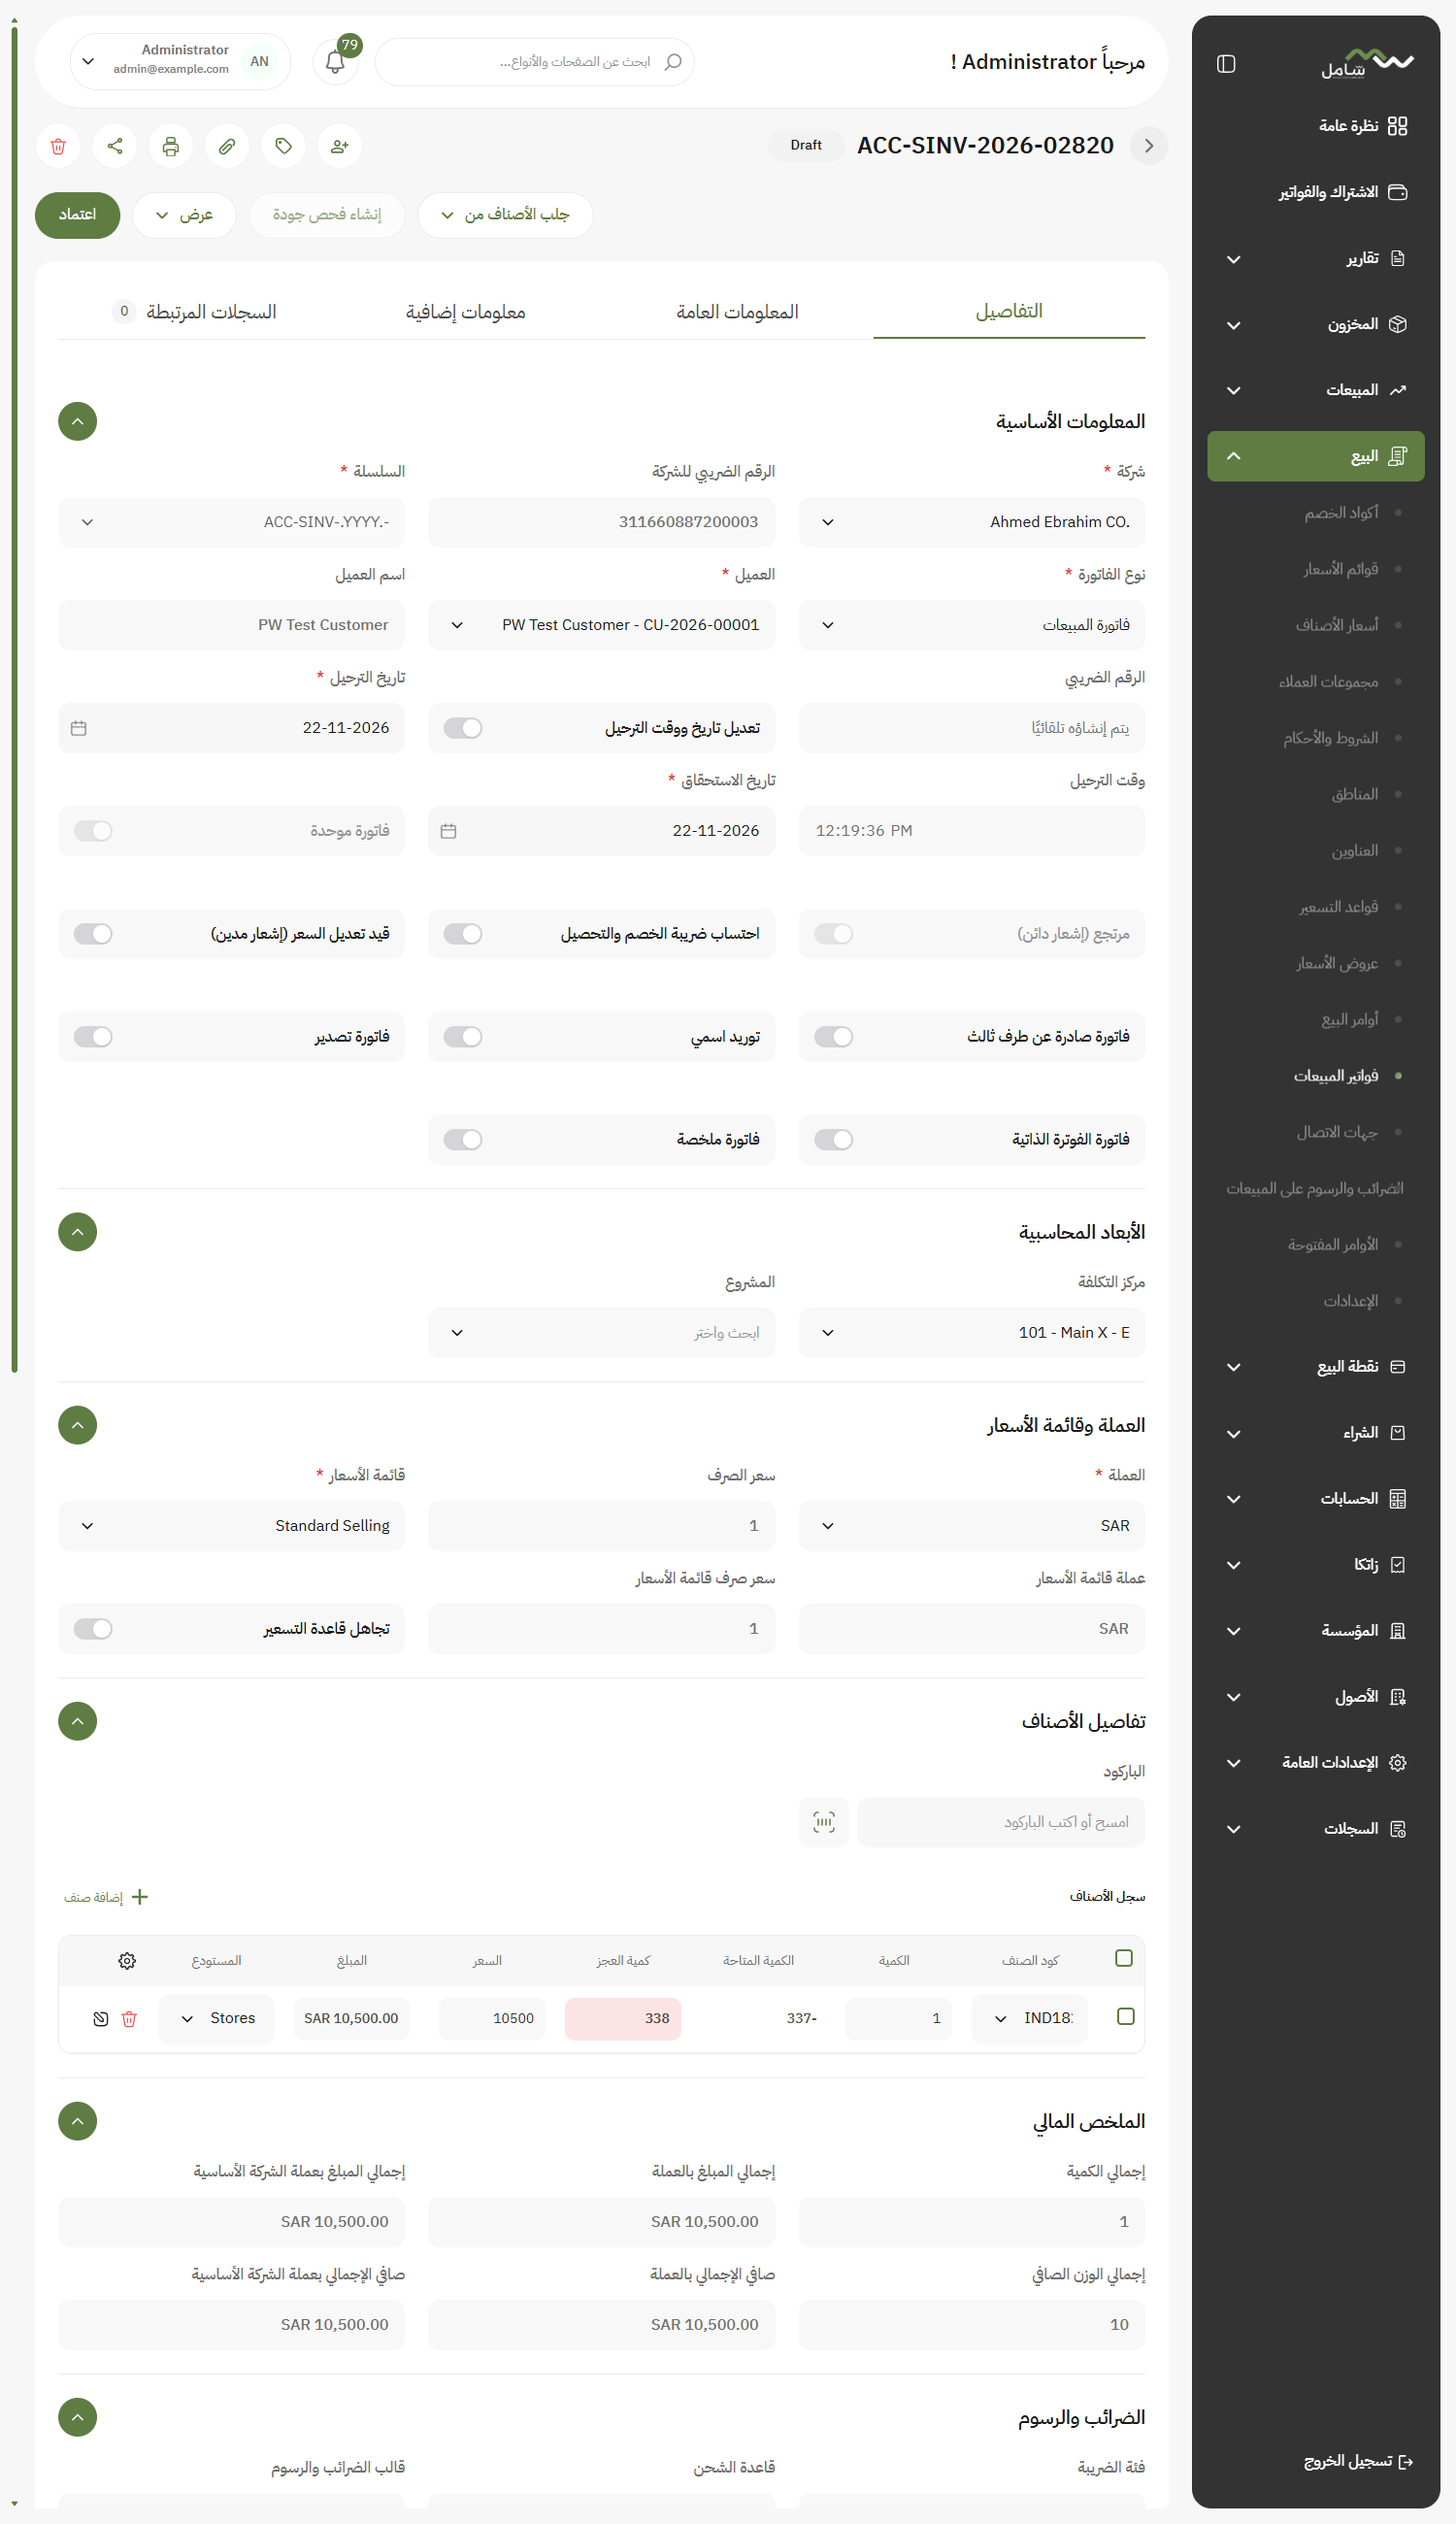 شامل
نظرة عامة
الاشتراك والفواتير
تقارير
المخزون
المبيعات
البيع
أكواد الخصم
قوائم الأسعار
أسعار الأصناف
مجموعات العملاء
الشروط والأحكام
المناطق
العناوين
قواعد التسعير
عروض الأسعار
أوامر البيع
فواتير المبيعات
جهات الاتصال
الضرائب والرسوم على المبيعات
الأوامر المفتوحة
الإعدادات
نقطة البيع
الشراء
الحسابات
زاتكا
المؤسسة
الأصول
الإعدادات العامة
السجلات
تسجيل الخروج
مرحباً Administrator !
ابحث عن الصفحات والأنواع...
79
AN
Administrator
admin@example.com
ACC-SINV-2026-02820 Draft
جلب الأصناف من
إنشاء فحص جودة
عرض
اعتماد
التفاصيل
المعلومات العامة
معلومات إضافية
السجلات المرتبطة 0
المعلومات الأساسية
شركة *
الرقم الضريبي للشركة
السلسلة *
Ahmed Ebrahim CO.
311660887200003
ACC-SINV-.YYYY.-
نوع الفاتورة *
العميل *
اسم العميل
فاتورة المبيعات
PW Test Customer - CU-2026-00001
PW Test Customer
الرقم الضريبي
تاريخ الترحيل *
يتم إنشاؤه تلقائيًا
تعديل تاريخ ووقت الترحيل
22-11-2026
وقت الترحيل
تاريخ الاستحقاق *
12:19:36 PM
22-11-2026
فاتورة موحدة
مرتجع (إشعار دائن)
احتساب ضريبة الخصم والتحصيل
قيد تعديل السعر (إشعار مدين)
فاتورة صادرة عن طرف ثالث
توريد اسمي
فاتورة تصدير
فاتورة الفوترة الذاتية
فاتورة ملخصة
الأبعاد المحاسبية
مركز التكلفة
المشروع
101 - Main X - E
ابحث واختر
العملة وقائمة الأسعار
العملة *
سعر الصرف
قائمة الأسعار *
SAR
1
Standard Selling
عملة قائمة الأسعار
سعر صرف قائمة الأسعار
SAR
1
تجاهل قاعدة التسعير
تفاصيل الأصناف
الباركود
امسح أو اكتب الباركود
سجل الأصناف
إضافة صنف
كود الصنف
الكمية
الكمية المتاحة
كمية العجز
السعر
المبلغ
المستودع
IND18
1
-337
338
10500
SAR 10,500.00
Stores
الملخص المالي
إجمالي الكمية
إجمالي المبلغ بالعملة
إجمالي المبلغ بعملة الشركة الأساسية
1
SAR 10,500.00
SAR 10,500.00
إجمالي الوزن الصافي
صافي الإجمالي بالعملة
صافي الإجمالي بعملة الشركة الأساسية
10
SAR 10,500.00
SAR 10,500.00
الضرائب والرسوم
فئة الضريبة
قاعدة الشحن
قالب الضرائب والرسوم